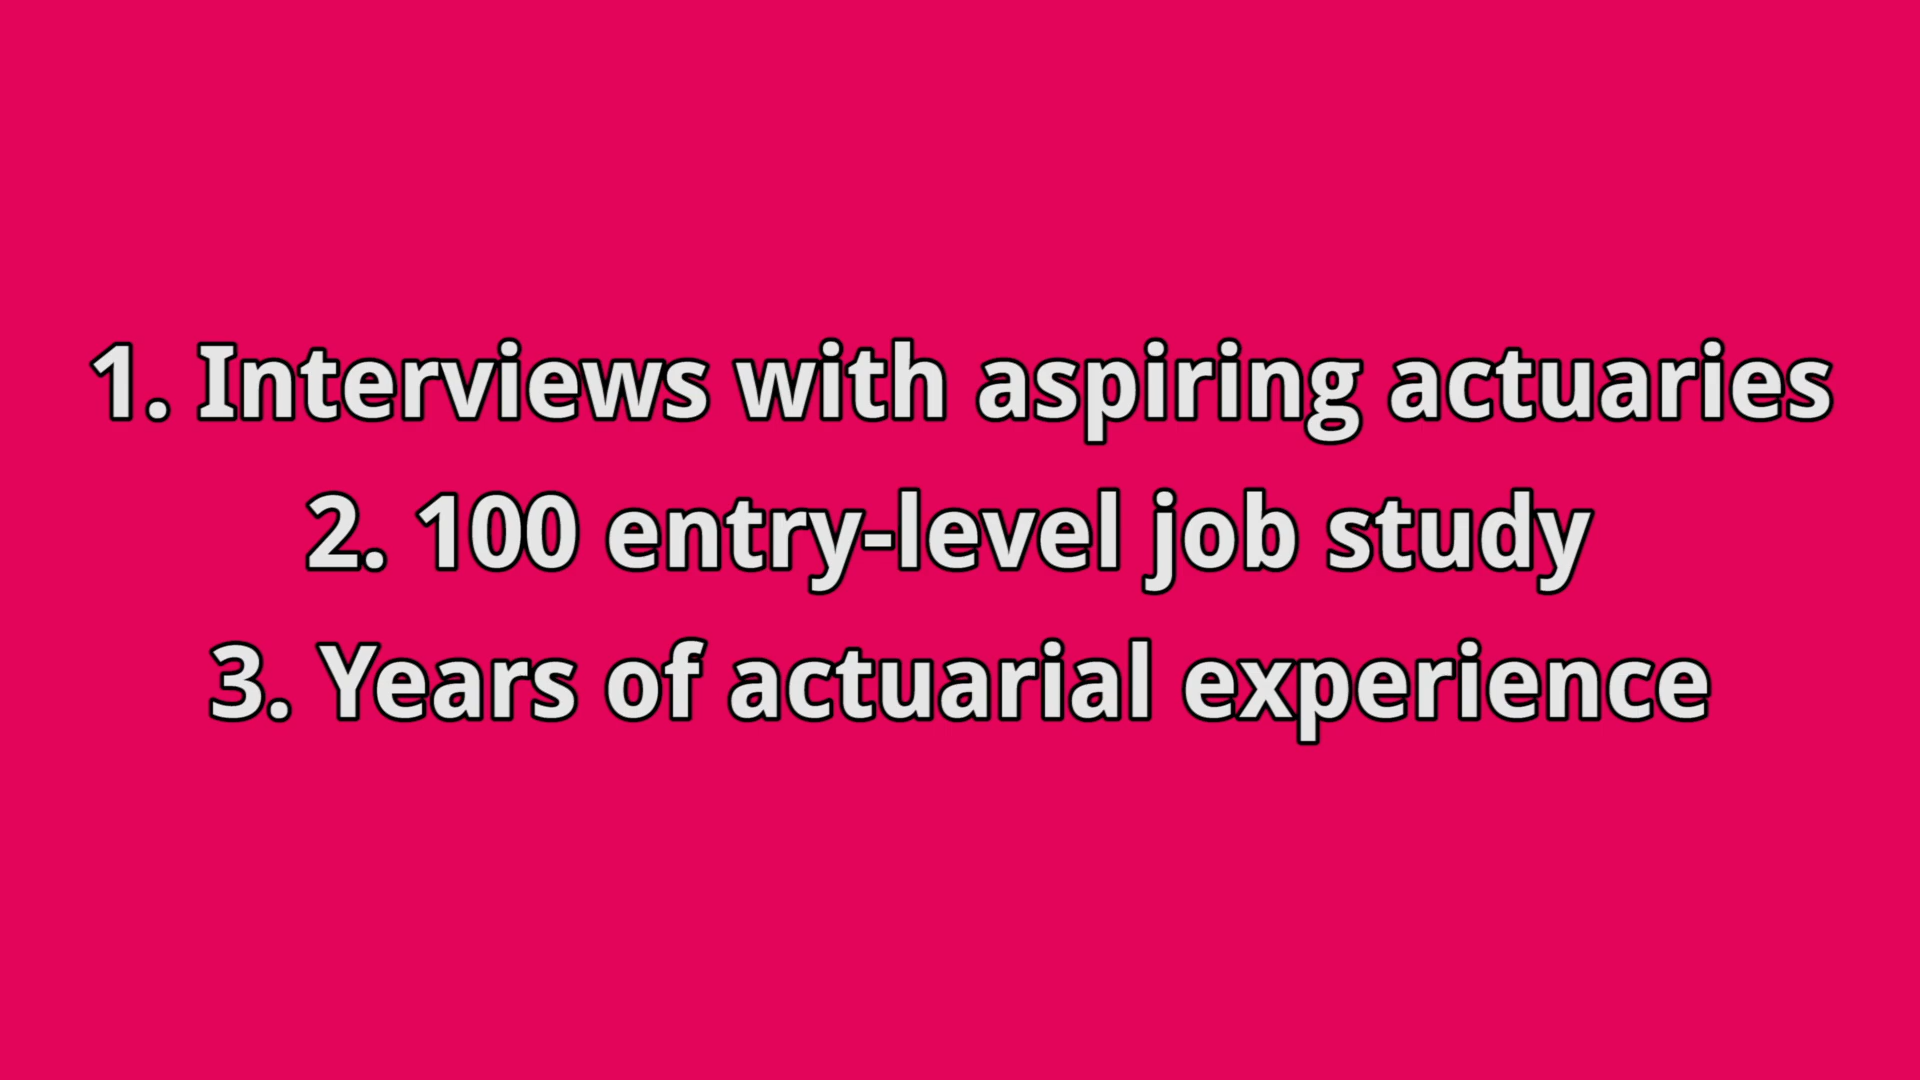 1. Interviews with aspiring actuaries
2. 100 entry-level job study
3. Years of actuarial experience